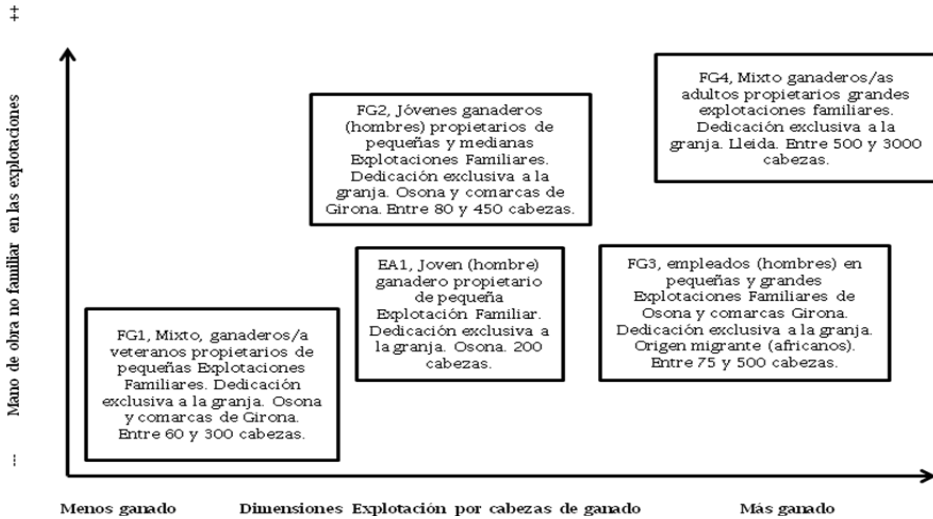 ++
Mano de obra no familiar en las explotaciones
--
FG4, Mixto ganaderos/as
adultos propietarios grandes
explotaciones familiares.
Dedicación exclusiva a la
granja. Lleida. Entre 500 y 3000
cabezas.
FG2, Jóvenes ganaderos
(hombres) propietarios de
pequeñas y medianas
Explotaciones Familiares.
Dedicación exclusiva a la
granja. Osona y comarcas de
Girona. Entre 80 y 450 cabezas.
EA1, Joven (hombre)
ganadero propietario
de pequeña
Explotación Familiar.
Dedicación exclusiva a
la granja. Osona. 200
cabezas.
FG3, empleados (hombres) en
pequeñas y grandes
Explotaciones Familiares de
Osona y comarcas Girona.
Dedicación exclusiva a la granja.
Origen migrante (africanos).
Entre 75 y 500 cabezas.
FG1, Mixto, ganaderos/a
veteranos propietarios de
pequeñas Explotaciones
Familiares. Dedicación
exclusiva a la granja. Osona
y comarcas de Girona.
Entre 60 y 300 cabezas.
Menos ganado Dimensiones Explotación por cabezas de ganado Más ganado